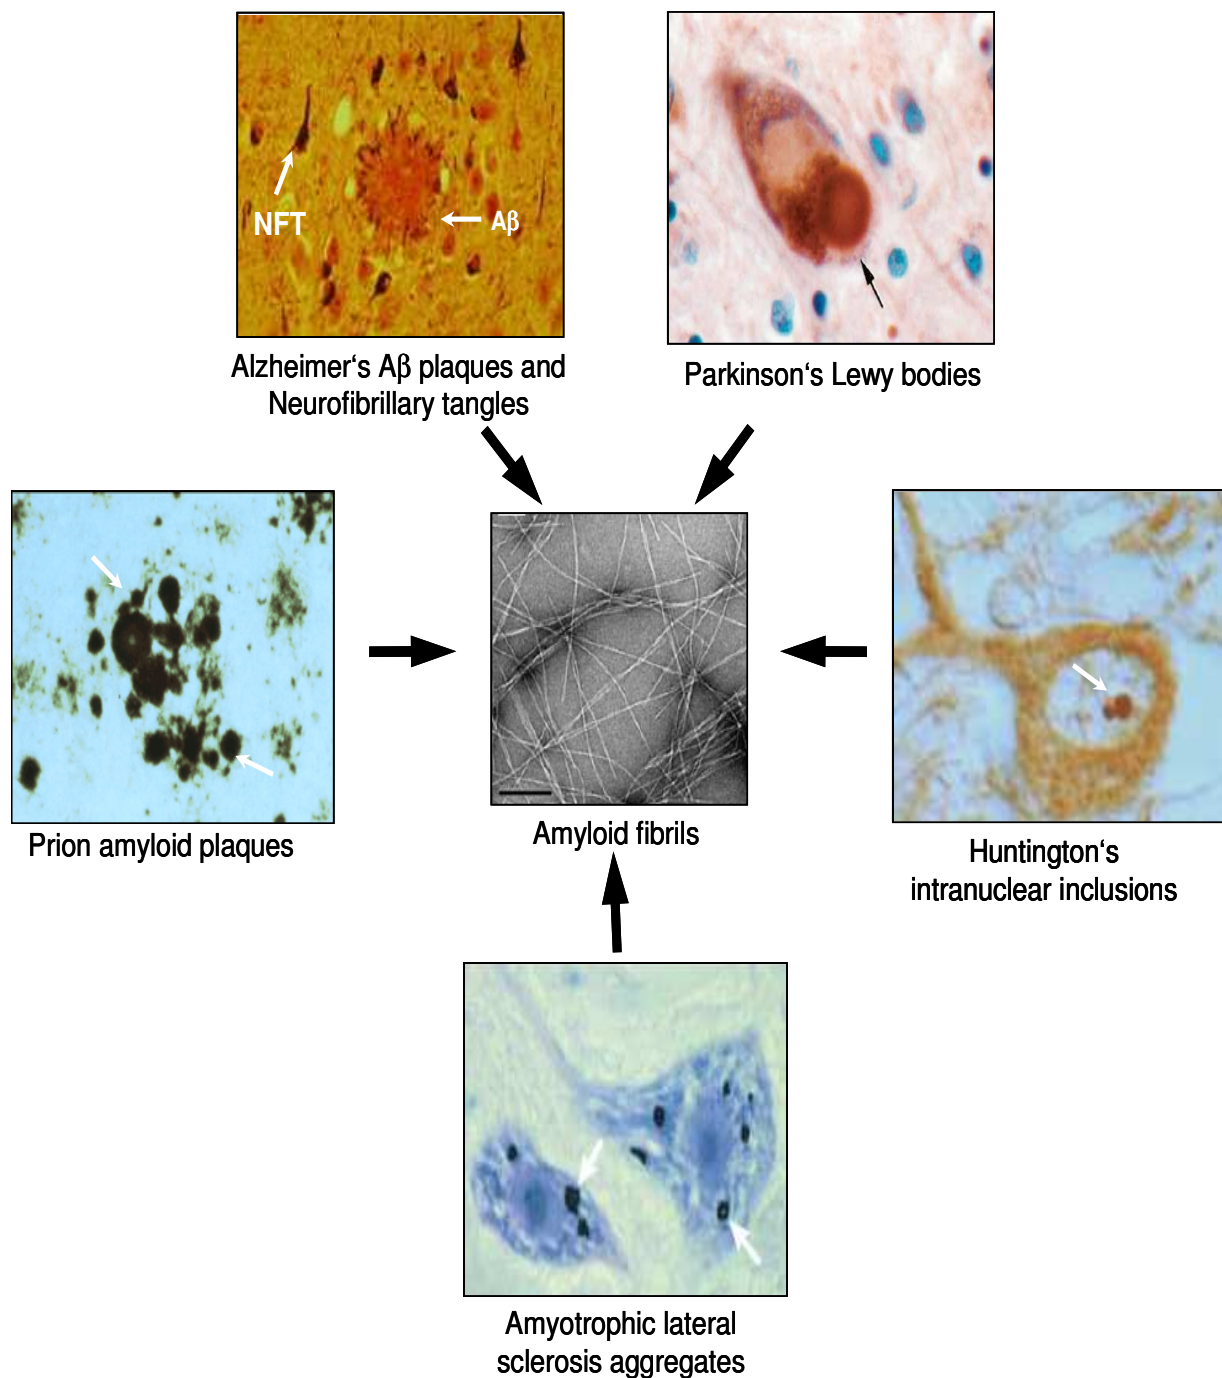 NFT
Aβ
Alzheimer‘s Aβ plaques and
Neurofibrillary tangles
Parkinson‘s Lewy bodies
Prion amyloid plaques
Amyloid fibrils
Huntington‘s
intranuclear inclusions
Amyotrophic lateral
sclerosis aggregates